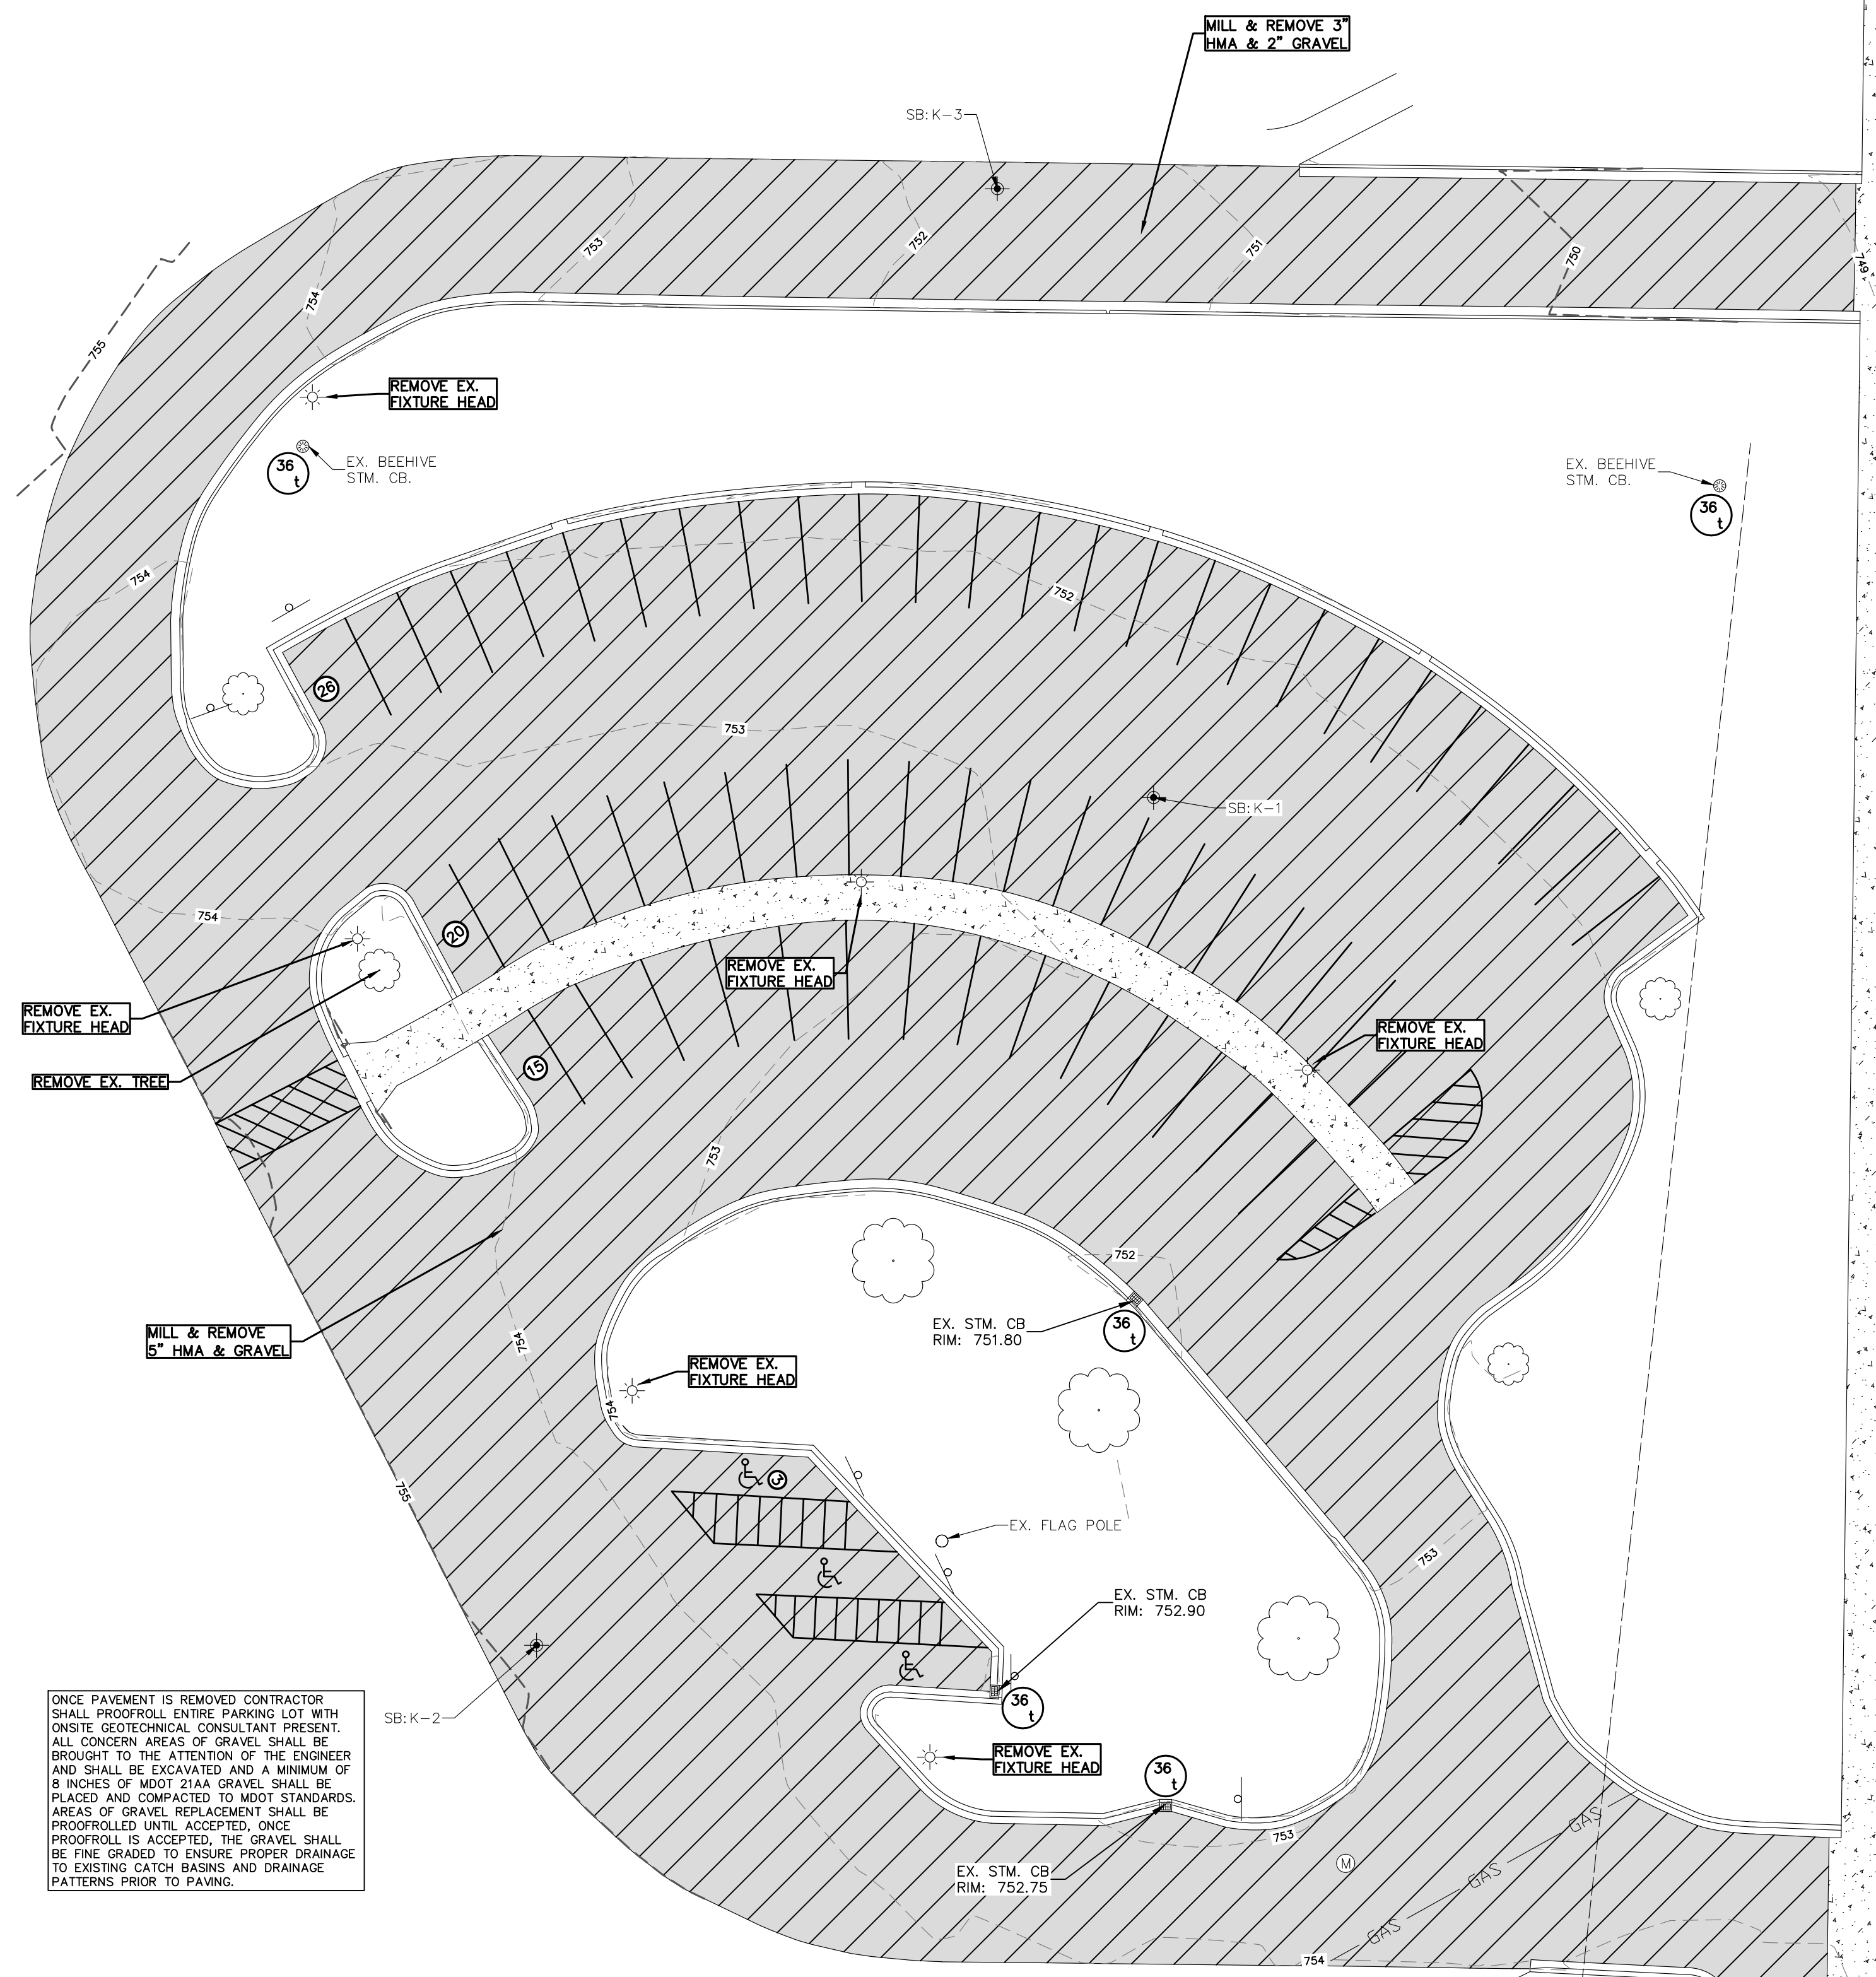 MILL & REMOVE 3"
HMA & 2" GRAVEL
SB:K-3
753
752
751
750
749
754
755
REMOVE EX.
FIXTURE HEAD
EX. BEEHIVE
STM. CB.
36
t
EX. BEEHIVE
STM. CB.
36
t
754
752
26
753
SB:K-1
754
20
REMOVE EX.
FIXTURE HEAD
REMOVE EX.
FIXTURE HEAD
REMOVE EX.
FIXTURE HEAD
REMOVE EX. TREE
15
753
752
EX. STM. CB
RIM: 751.80
36
t
MILL & REMOVE
5" HMA & GRAVEL
754
REMOVE EX.
FIXTURE HEAD
754
755
3
EX. FLAG POLE
753
EX. STM. CB
RIM: 752.90
36
t
SB:K-2
ONCE PAVEMENT IS REMOVED CONTRACTOR
SHALL PROOFROLL ENTIRE PARKING LOT WITH
ONSITE GEOTECHNICAL CONSULTANT PRESENT.
ALL CONCERN AREAS OF GRAVEL SHALL BE
BROUGHT TO THE ATTENTION OF THE ENGINEER
AND SHALL BE EXCAVATED AND A MINIMUM OF
8 INCHES OF MDOT 21AA GRAVEL SHALL BE
PLACED AND COMPACTED TO MDOT STANDARDS.
AREAS OF GRAVEL REPLACEMENT SHALL BE
PROOFROLLED UNTIL ACCEPTED, ONCE
PROOFROLL IS ACCEPTED, THE GRAVEL SHALL
BE FINE GRADED TO ENSURE PROPER DRAINAGE
TO EXISTING CATCH BASINS AND DRAINAGE
PATTERNS PRIOR TO PAVING.
REMOVE EX.
FIXTURE HEAD
36
t
753
EX. STM. CB
RIM: 752.75
M
GAS
GAS
GAS
754